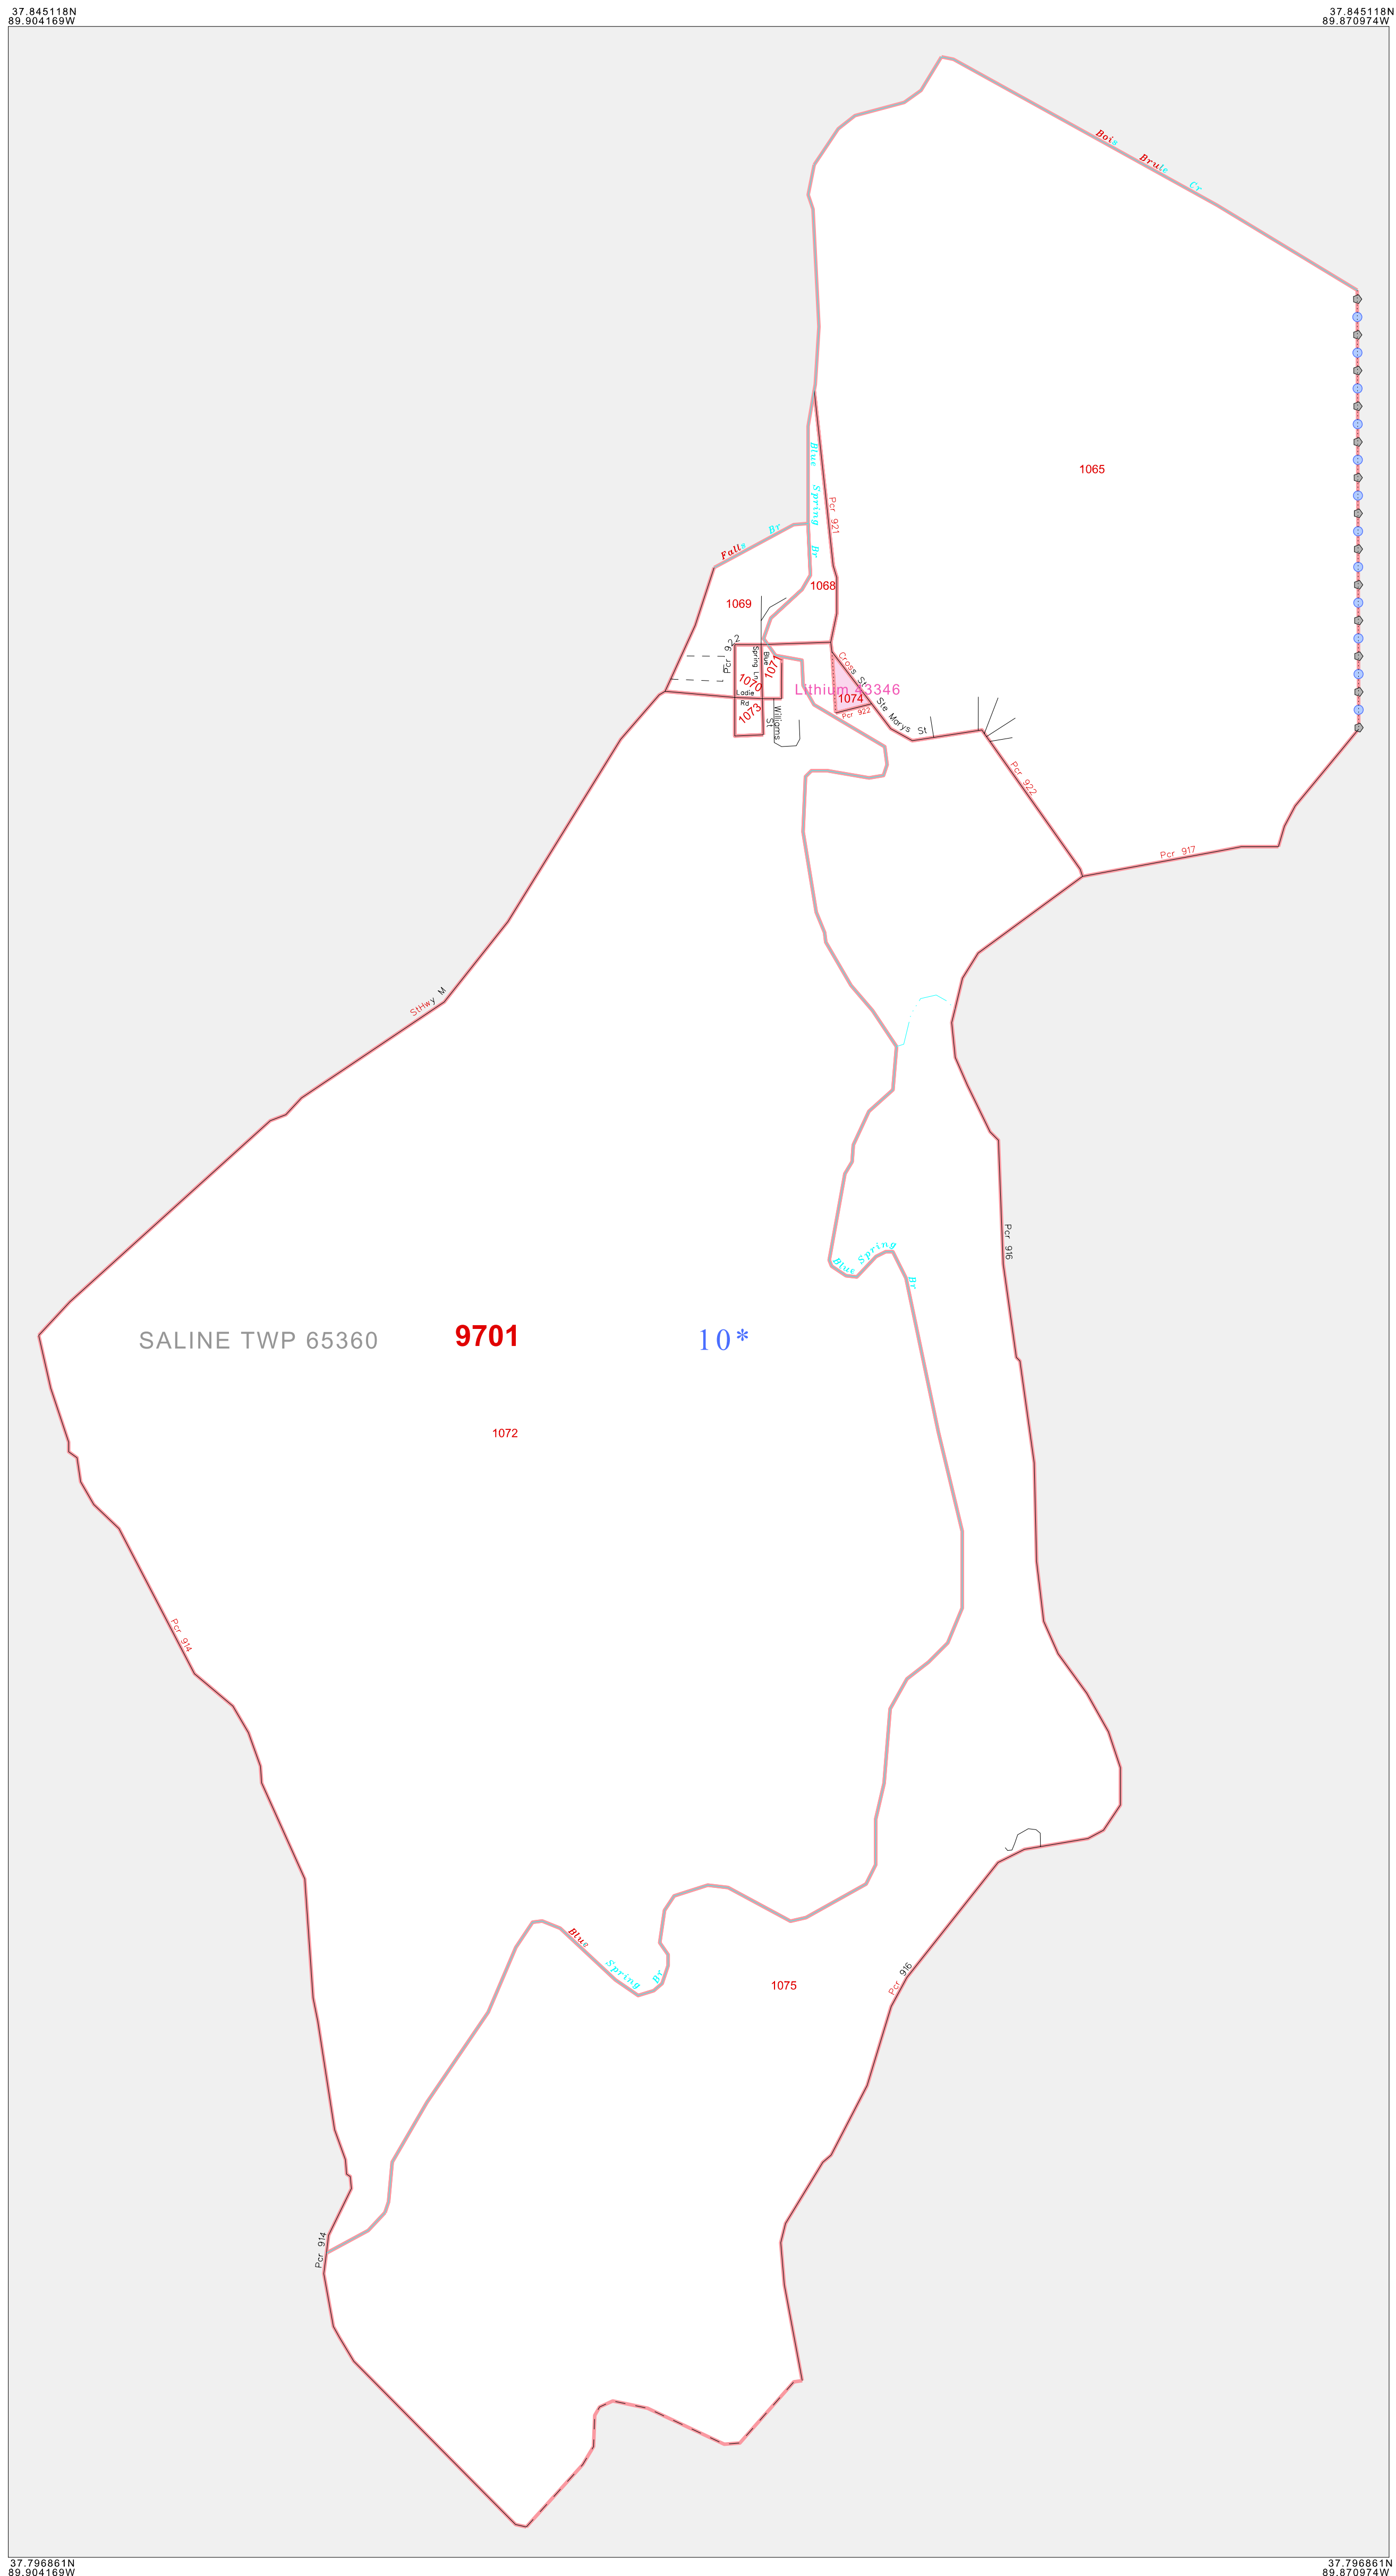 37.845118N
89.904169W
37.845118N
89.870974W
Bois Brute Cr
1065
Blue Spring Br
Pcr 921
Falls Br
1068
1069
Pcr 922
Spring Ln
Blue
1071
1070
Ladie
Rd
1073
Williams
St
Cross St
Lithium 43346
1074
Pcr 922
Ste Marys St
Pcr 922
Pcr 917
StHwy M
Pcr 916
Blue Spring Br
SALINE TWP 65360
9701
10*
1072
Pcr 914
Blue Spring Br
1075
Pcr 916
Pcr 914
37.796861N
89.904169W
37.796861N
89.870974W